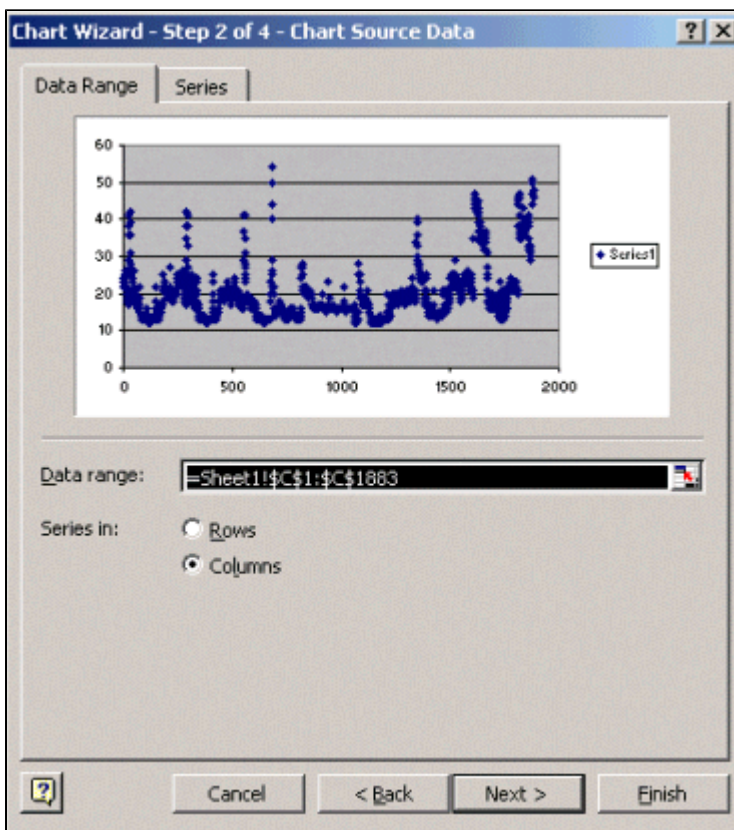 Chart Wizard - Step 2 of 4 - Chart Source Data
Data Range Series
60
50
40
30
20
10
0
0 500 1000 1500 2000
Series1
Data range: =Sheet1!$C$1:$C$1883
Series in: Rows
Columns
Cancel < Back Next > Finish